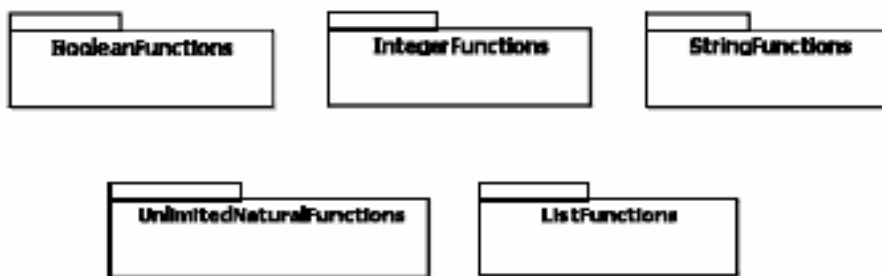 BooleanFunctions
IntegerFunctions
StringFunctions
UnlimitedNaturalFunctions
ListFunctions